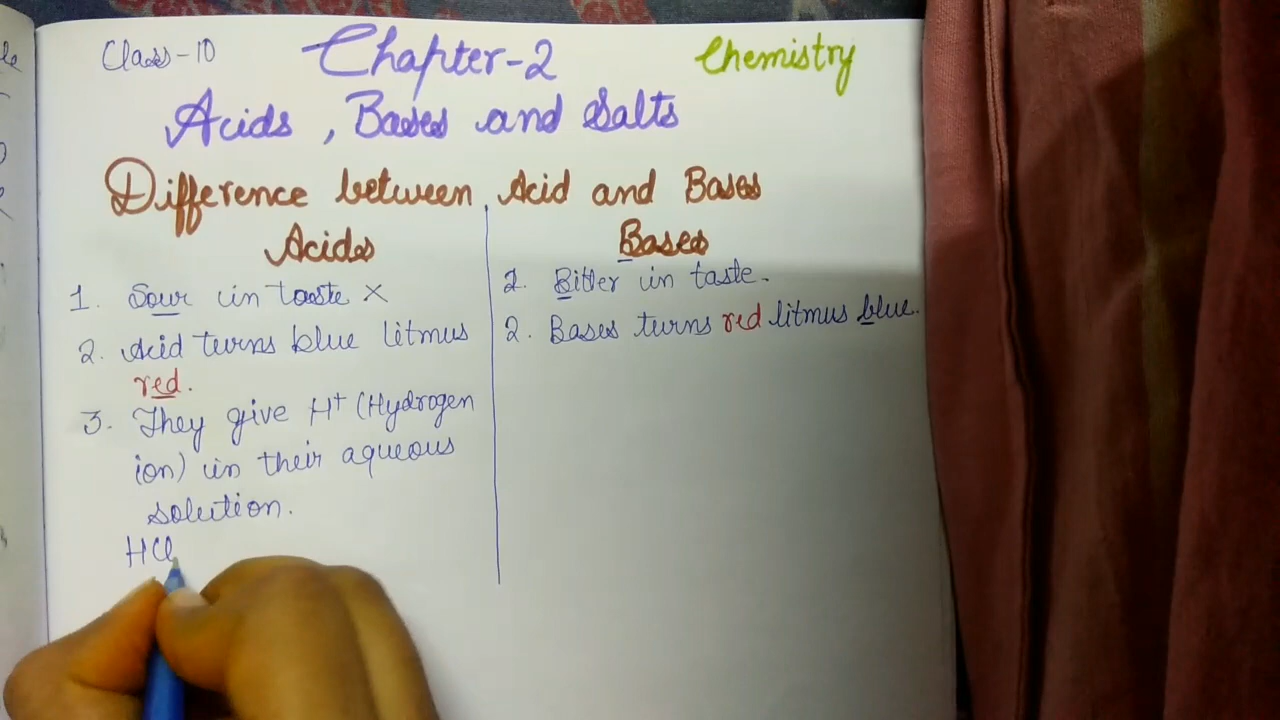 Class-10
Chapter-2
Chemistry
Acids, Bases and Salts
Difference between Acid and Bases
Acids
1. Sour in taste ×
2. Acid turns blue litmus
red.
3. They give H+ (Hydrogen
ion) in their aqueous
solution.
HCl
Bases
1. Bitter in taste.
2. Bases turns red litmus blue.